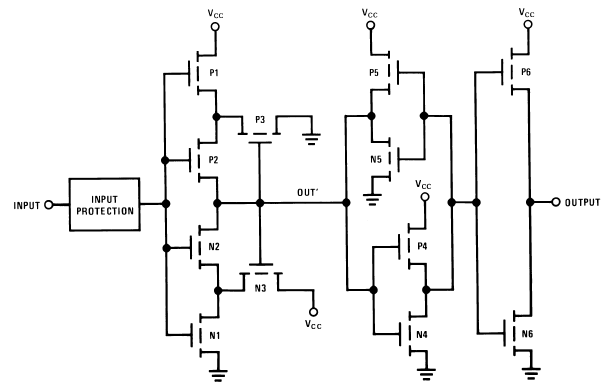 VCC
VCC
VCC
P1
P5
P6
P3
P2
N5
VCC
INPUT
INPUT
PROTECTION
OUT'
OUTPUT
N2
P4
N3
VCC
N1
N4
N6